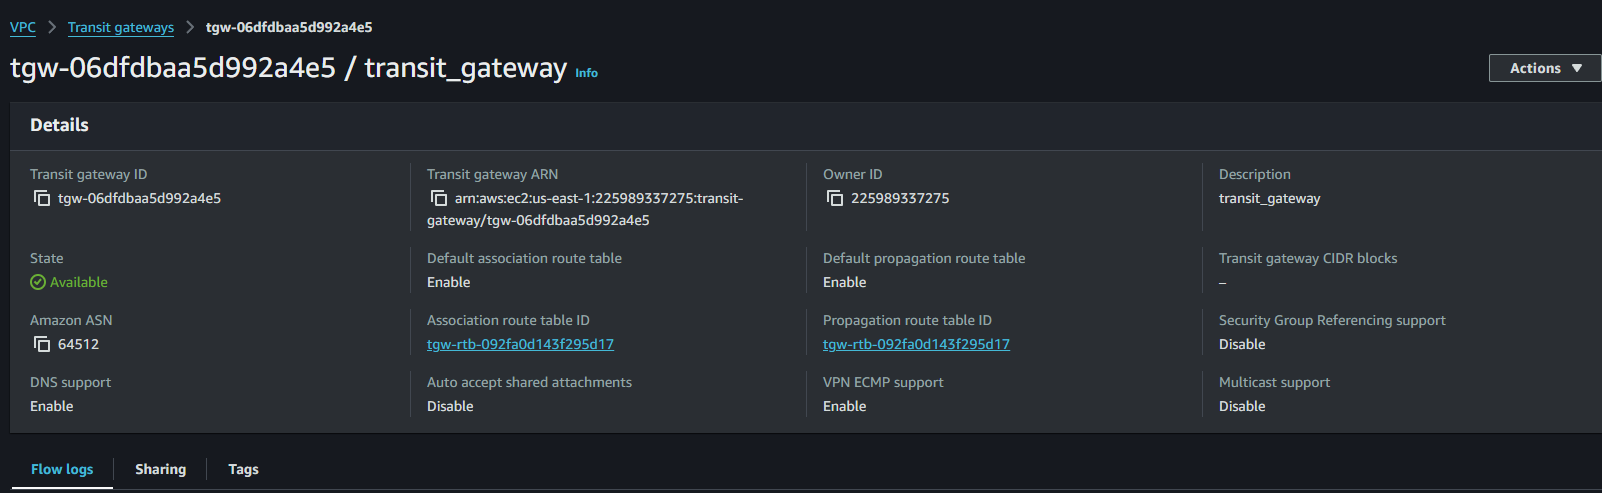 VPC > Transit gateways > tgw-06dfdbaa5d992a4e5
tgw-06dfdbaa5d992a4e5 / transit_gateway Info
Actions ▼
Details
Transit gateway ID
tgw-06dfdbaa5d992a4e5
Transit gateway ARN
arn:aws:ec2:us-east-1:225989337275:transit-
gateway/tgw-06dfdbaa5d992a4e5
Owner ID
225989337275
Description
transit_gateway
State
Available
Default association route table
Enable
Default propagation route table
Enable
Transit gateway CIDR blocks
–
Amazon ASN
64512
Association route table ID
tgw-rtb-092fa0d143f295d17
Propagation route table ID
tgw-rtb-092fa0d143f295d17
Security Group Referencing support
Disable
DNS support
Enable
Auto accept shared attachments
Disable
VPN ECMP support
Enable
Multicast support
Disable
Flow logs
Sharing
Tags